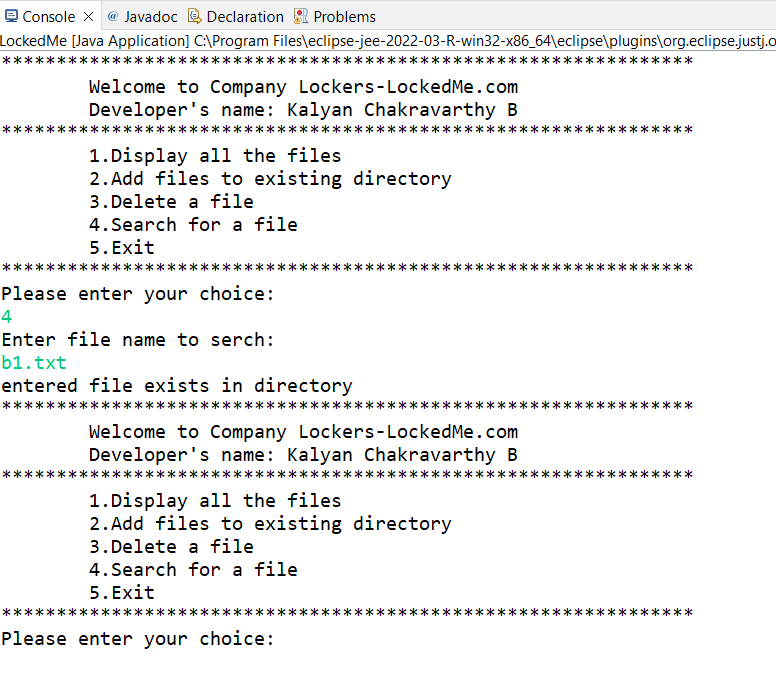 Console Javadoc Declaration Problems
LockedMe [Java Application] C:\Program Files\eclipse-jee-2022-03-R-win32-x86_64\eclipse\plugins\org.eclipse.justj.o
***************************************************************
Welcome to Company Lockers-LockedMe.com
Developer's name: Kalyan Chakravarthy B
***************************************************************
1.Display all the files
2.Add files to existing directory
3.Delete a file
4.Search for a file
5.Exit
***************************************************************
Please enter your choice:
4
Enter file name to serch:
b1.txt
entered file exists in directory
***************************************************************
Welcome to Company Lockers-LockedMe.com
Developer's name: Kalyan Chakravarthy B
***************************************************************
1.Display all the files
2.Add files to existing directory
3.Delete a file
4.Search for a file
5.Exit
***************************************************************
Please enter your choice: